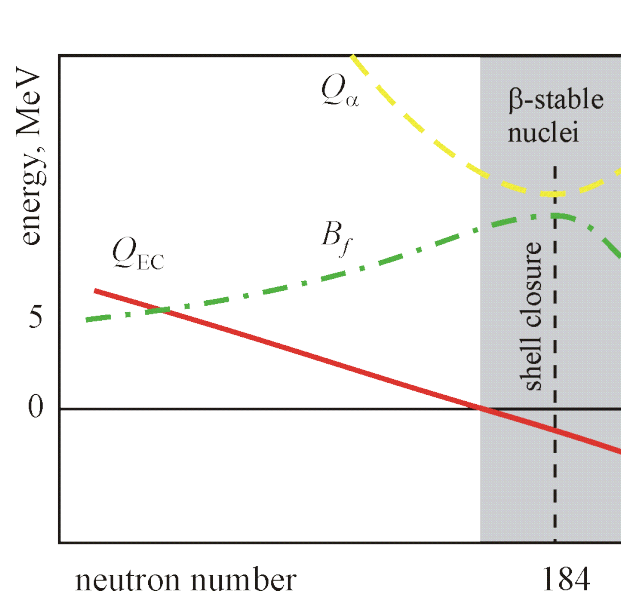 energy, MeV
Qα
β-stable
nuclei
Bf
QEC
shell closure
5
0
neutron number
184